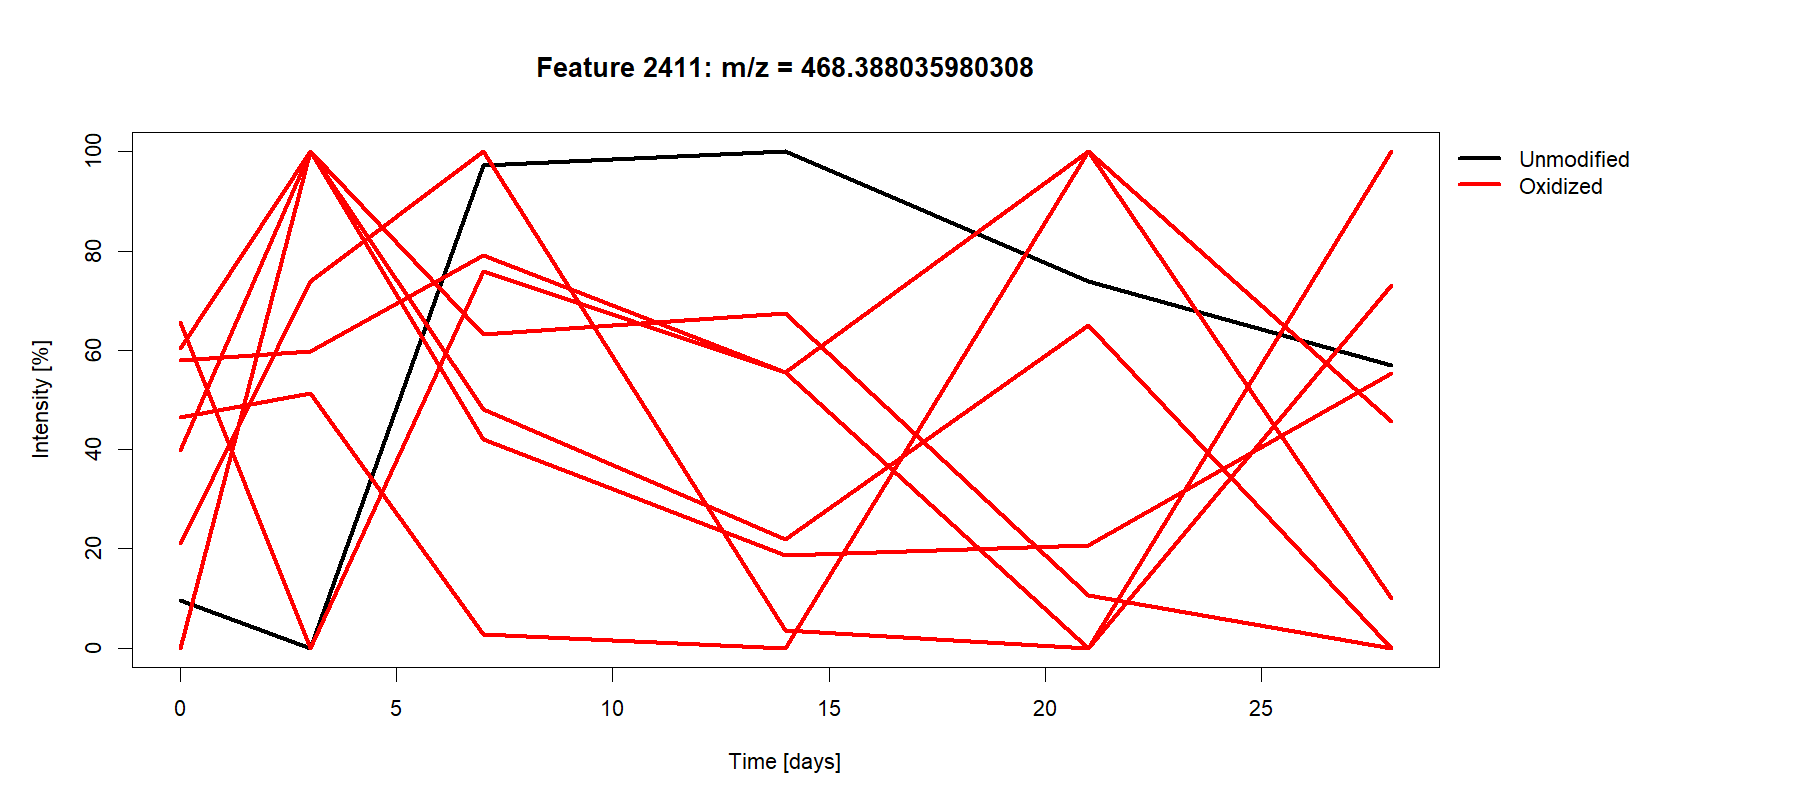 Feature 2411: m/z = 468.388035980308
Unmodified
Oxidized
Intensity [%]
100
80
60
40
20
0
0 5 10 15 20 25
Time [days]